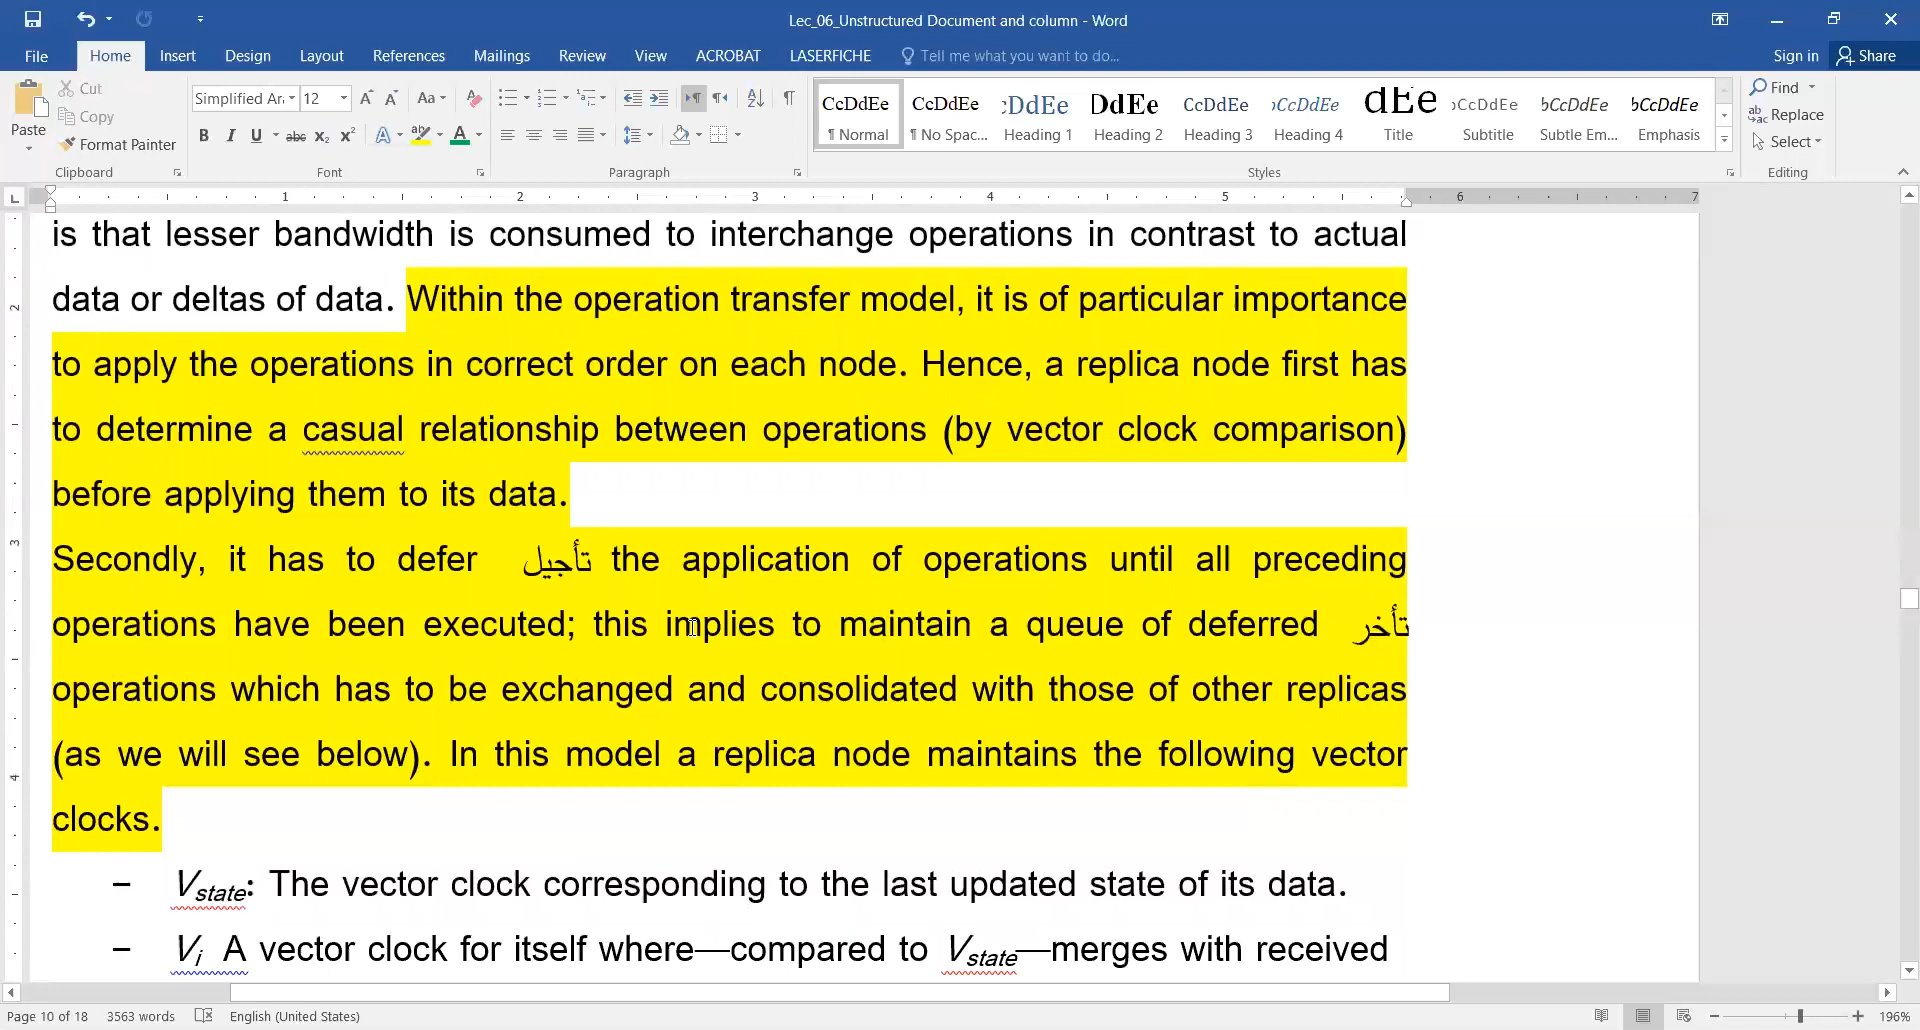 Lec_06_Unstructured Document and column - Word
File Home Insert Design Layout References Mailings Review View ACROBAT LASERFICHE Tell me what you want to do... Sign in Share
Paste Cut Copy Format Painter
Simplified Ar 12
¶ Normal ¶ No Spac... Heading 1 Heading 2 Heading 3 Heading 4 Title Subtitle Subtle Em... Emphasis
Find Replace Select
Clipboard Font Paragraph Styles Editing
1 2 3 4 5 6 7
is that lesser bandwidth is consumed to interchange operations in contrast to actual
data or deltas of data. Within the operation transfer model, it is of particular importance
to apply the operations in correct order on each node. Hence, a replica node first has
to determine a casual relationship between operations (by vector clock comparison)
before applying them to its data.
Secondly, it has to defer تأجيل the application of operations until all preceding
operations have been executed; this implies to maintain a queue of deferred تأخر
operations which has to be exchanged and consolidated with those of other replicas
(as we will see below). In this model a replica node maintains the following vector
clocks.
– Vstate: The vector clock corresponding to the last updated state of its data.
– Vi A vector clock for itself where—compared to Vstate—merges with received
Page 10 of 18 3563 words English (United States) 196%